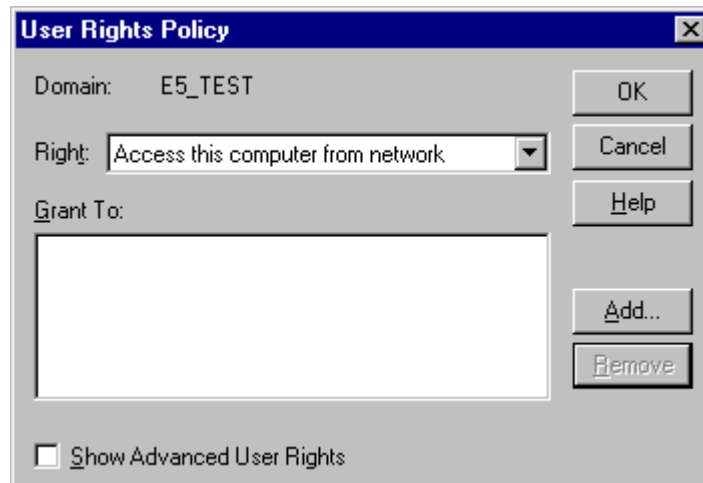 User Rights Policy
Domain: E5_TEST
Right: Access this computer from network
Grant To:
Show Advanced User Rights
OK
Cancel
Help
Add...
Remove